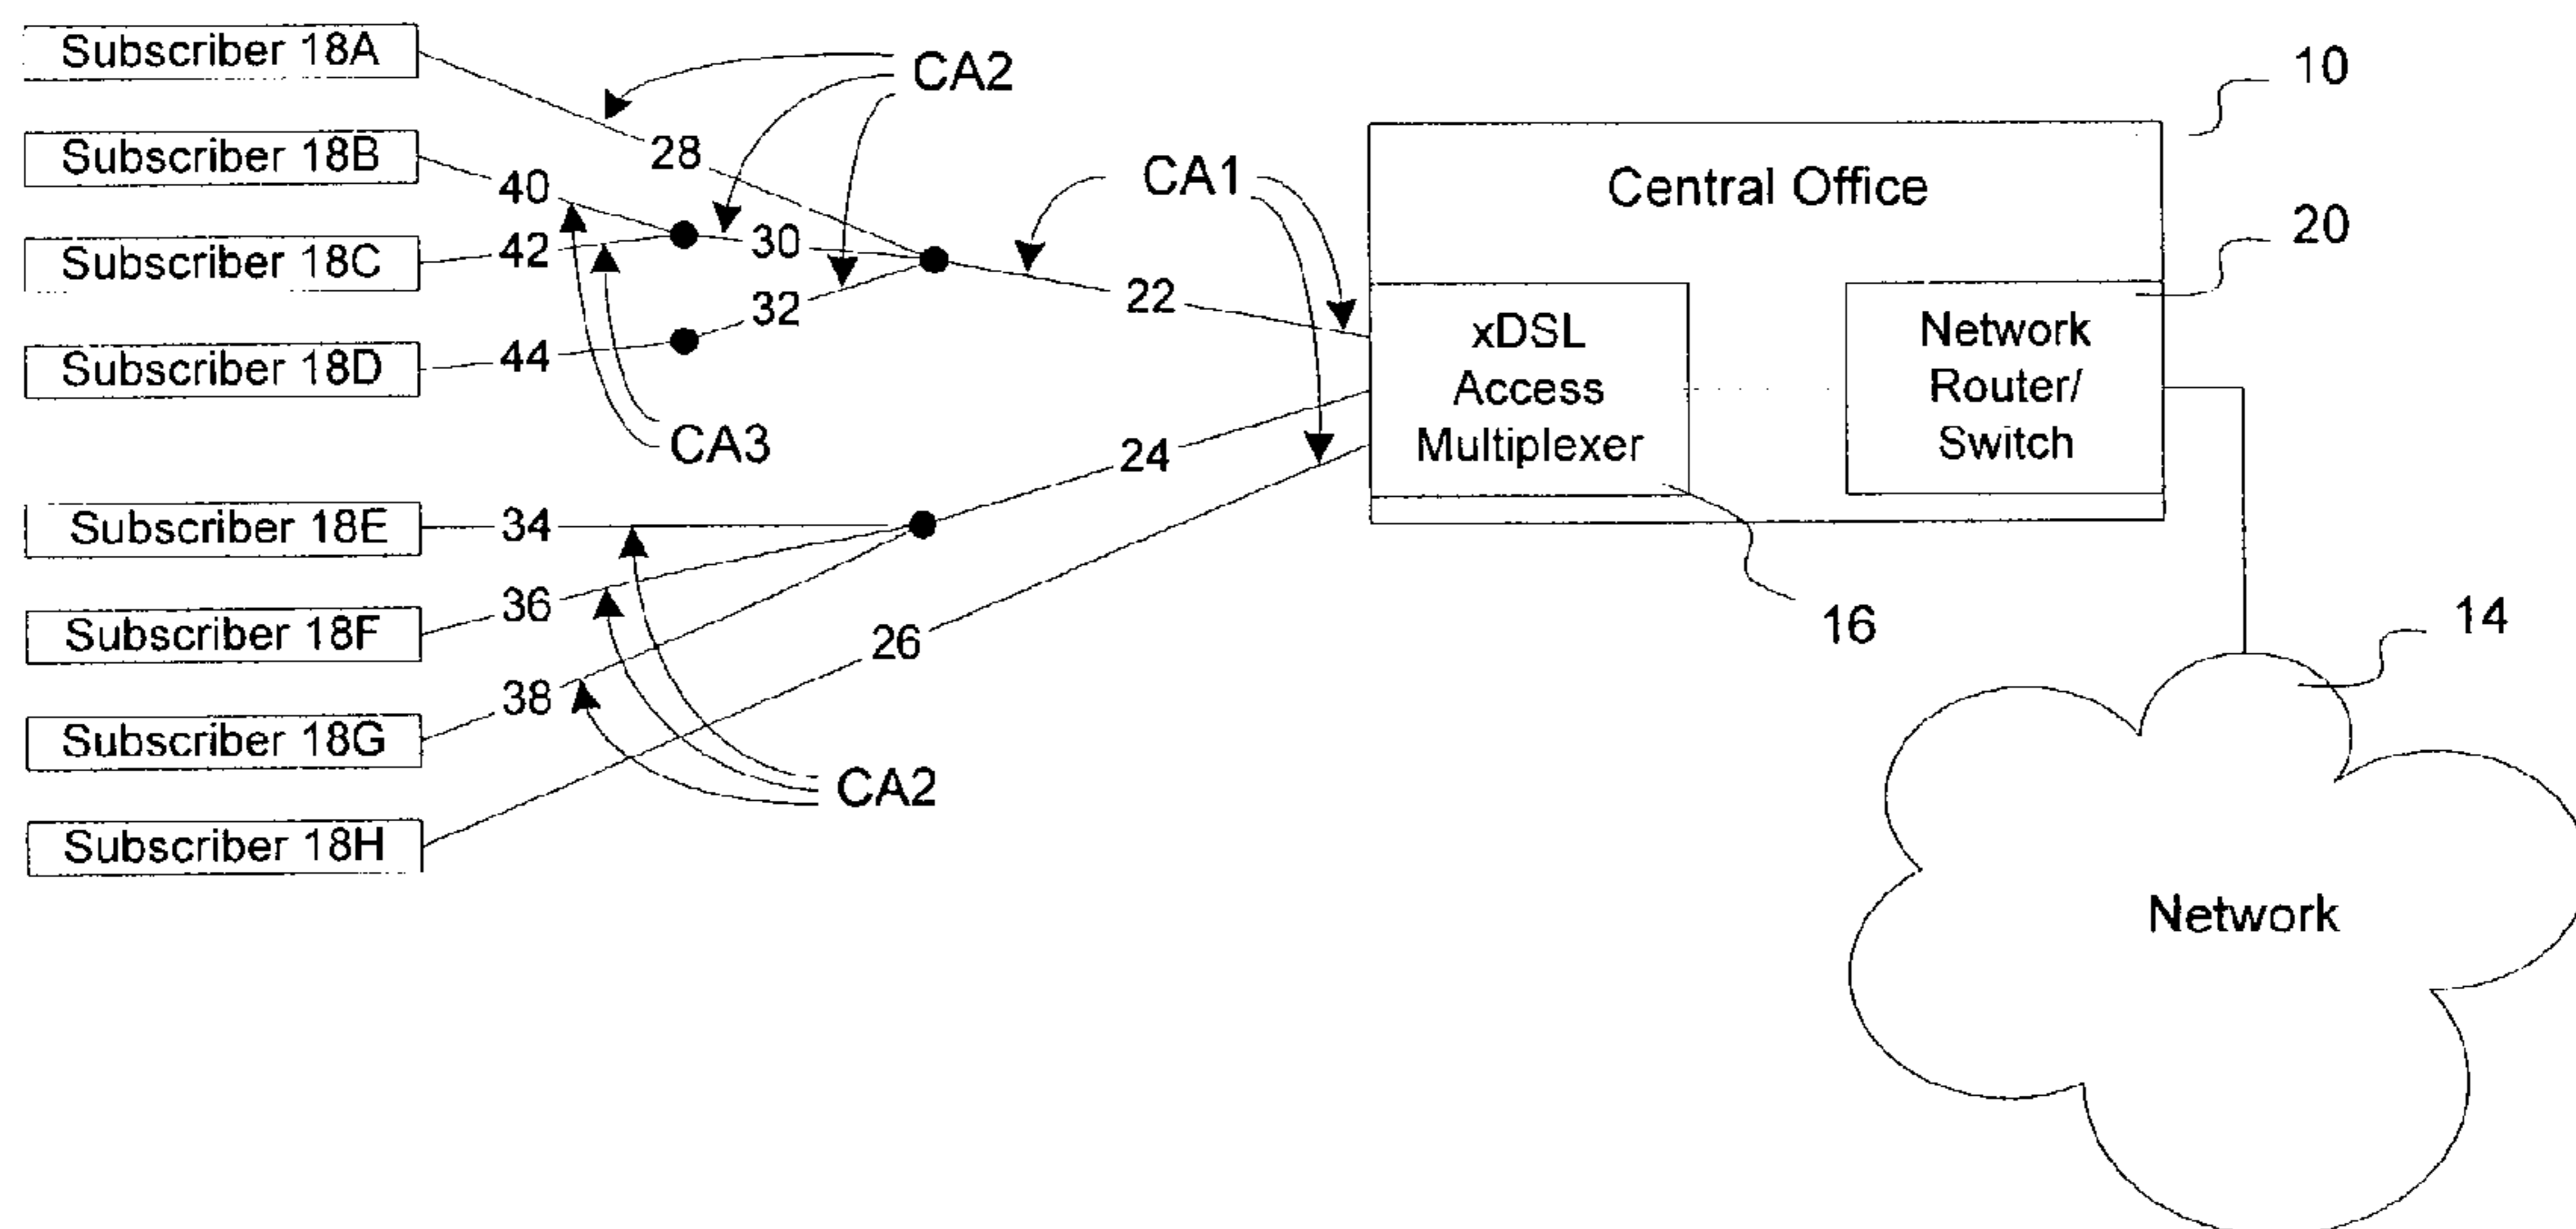 Subscriber 18A
CA2
10
Subscriber 18B
28
CA1
Central Office
40
20
Subscriber 18C
42
30
22
32
xDSL
Access
Multiplexer
Network
Router/
Switch
Subscriber 18D
44
CA3
24
Subscriber 18E
34
Subscriber 18F
36
26
16
14
Subscriber 18G
38
CA2
Subscriber 18H
Network